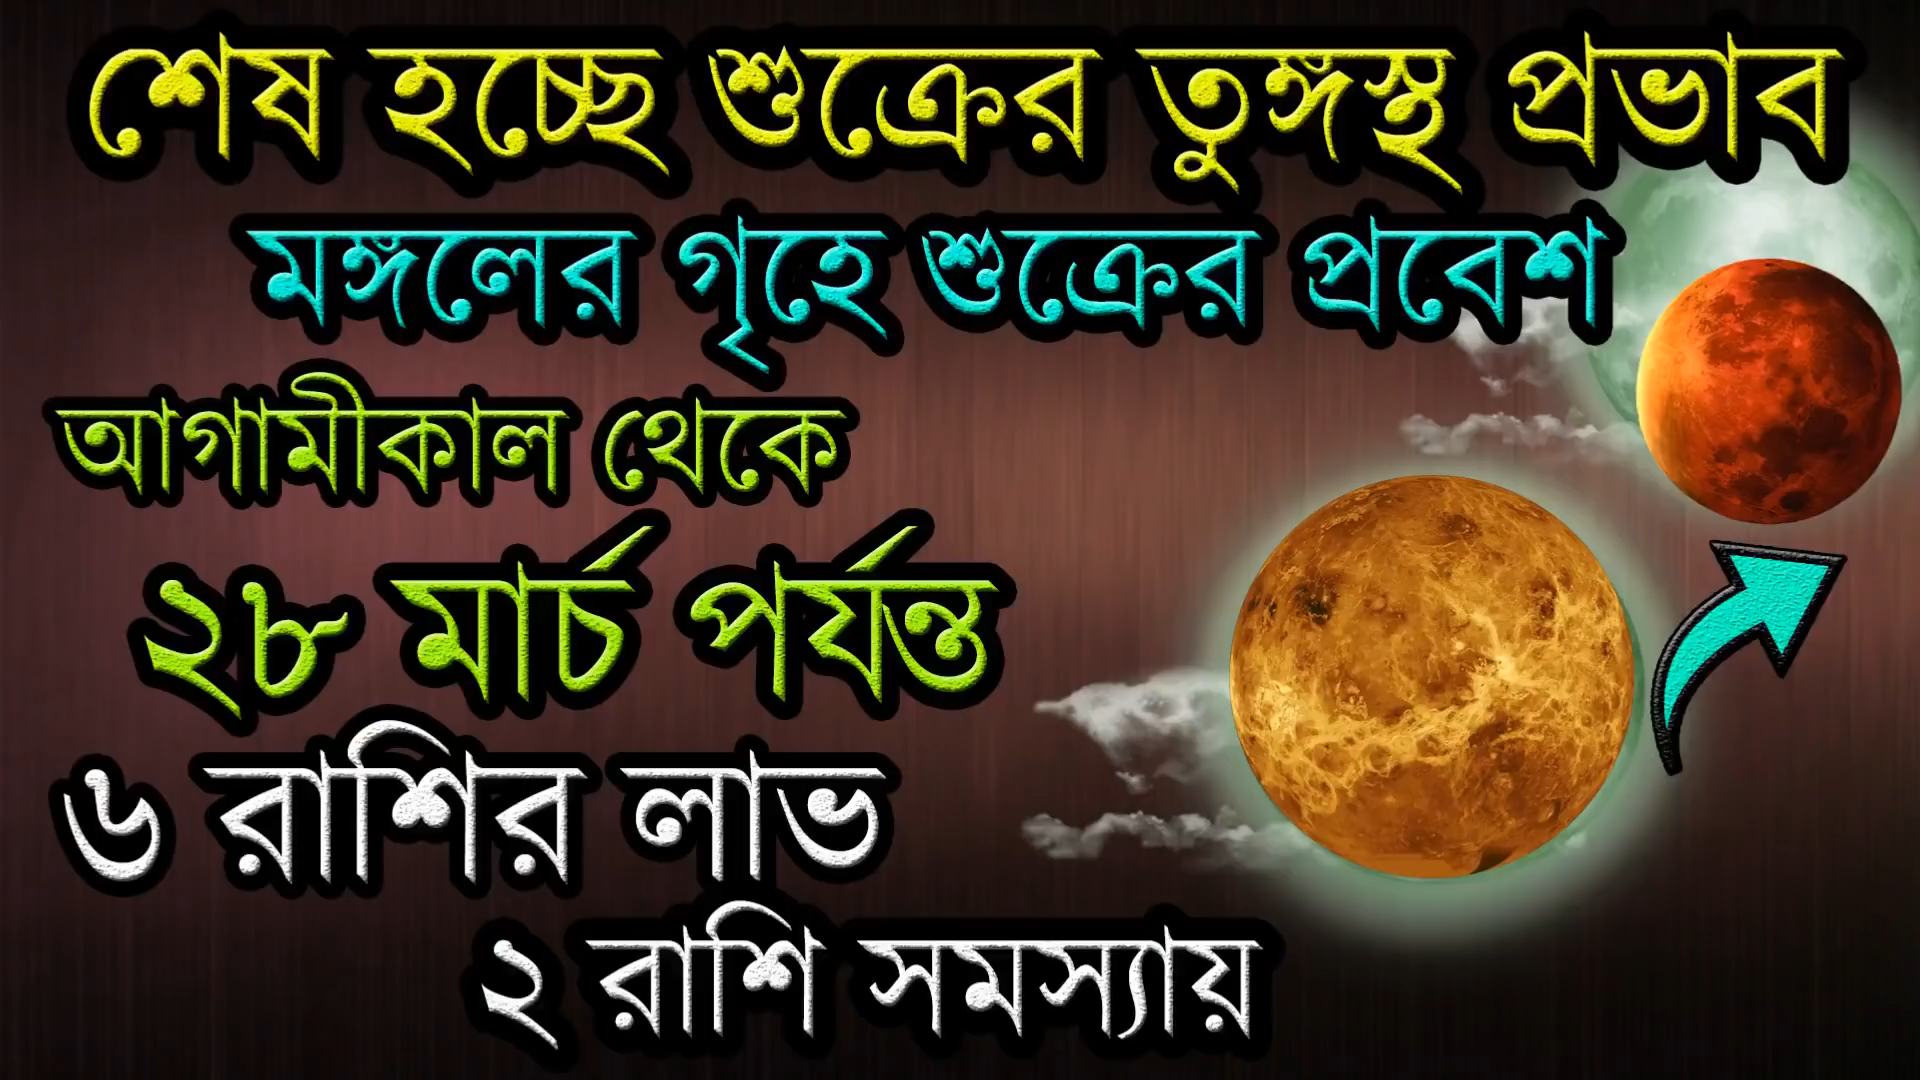 শেষ হচ্ছে শুক্রের তুঙ্গস্থ প্রভাব
মঙ্গলের গৃহে শুক্রের প্রবেশ
আগামীকাল থেকে
২৮ মার্চ পর্যন্ত
৬ রাশির লাভ
২ রাশি সমস্যায়